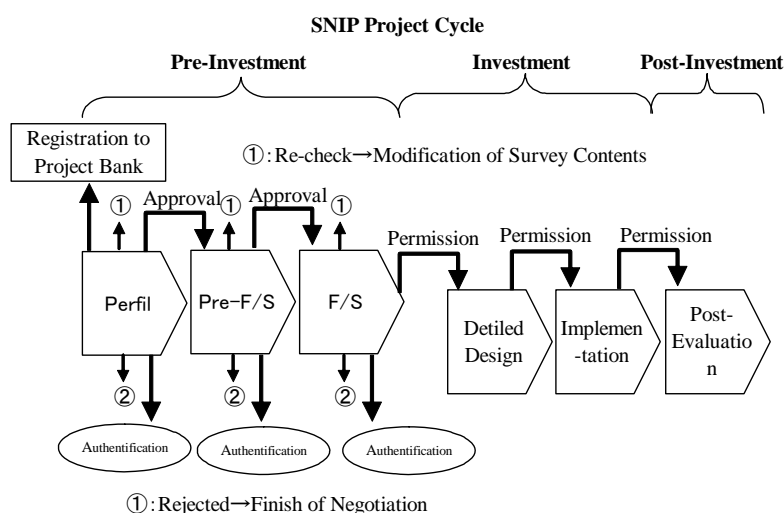 SNIP Project Cycle
Pre-Investment
Investment
Post-Investment
Registration to
Project Bank
①: Re-check→Modification of Survey Contents
①
Approval
①
Approval
①
Permission
Permission
Permission
Perfil
Pre-F/S
F/S
Detiled
Design
Implemen
-tation
Post-
Evaluatio
n
②
②
②
Authentification
Authentification
Authentification
①: Rejected→Finish of Negotiation